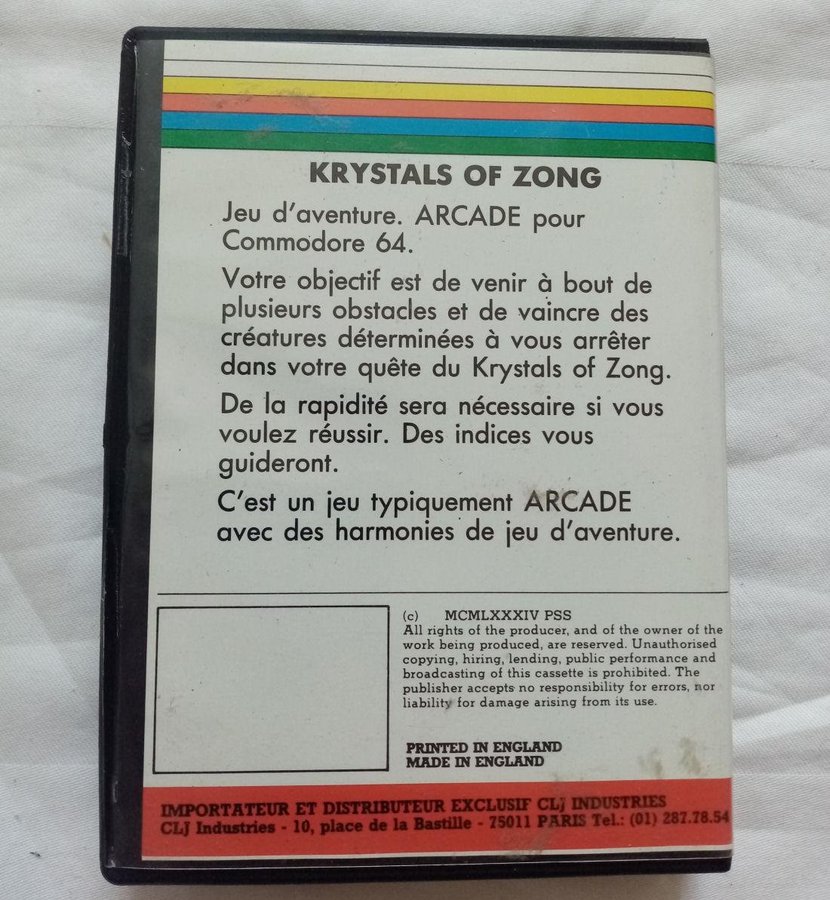 KRYSTALS OF ZONG
Jeu d'aventure. ARCADE pour
Commodore 64.
Votre objectif est de venir à bout de
plusieurs obstacles et de vaincre des
créatures déterminées à vous arrêter
dans votre quête du Krystals of Zong.
De la rapidité sera nécessaire si vous
voulez réussir. Des indices vous
guideront.
C'est un jeu typiquement ARCADE
avec des harmonies de jeu d'aventure.
(c) MCMLXXXIV PSS
All rights of the producer, and of the owner of the
work being produced, are reserved. Unauthorised
copying, hiring, lending, public performance and
broadcasting of this cassette is prohibited. The
publisher accepts no responsibility for errors, nor
liability for damage arising from its use.
PRINTED IN ENGLAND
MADE IN ENGLAND
IMPORTATEUR ET DISTRIBUTEUR EXCLUSIF CLj INDUSTRIES
CLJ Industries - 10, place de la Bastille - 75011 PARIS Tel.: (01) 287.78.54